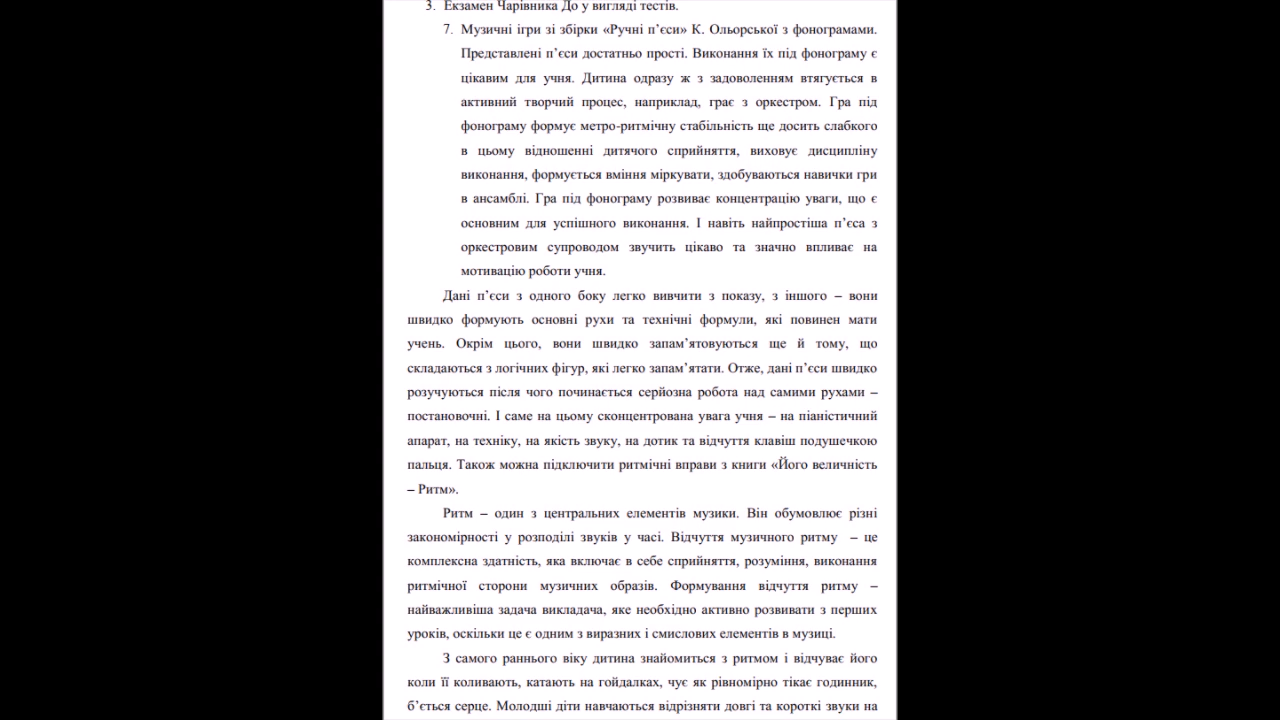 3. Екзамен Чарівника До у вигляді тестів.
7. Музичні ігри зі збірки «Ручні п’єси» К. Ольорської з фонограмами.
Представлені п’єси достатньо прості. Виконання їх під фонограму є
цікавим для учня. Дитина одразу ж з задоволенням втягується в
активний творчий процес, наприклад, грає з оркестром. Гра під
фонограму формує метро-ритмічну стабільність ще досить слабкого
в цьому відношенні дитячого сприйняття, виховує дисципліну
виконання, формується вміння міркувати, здобуваються навички гри
в ансамблі. Гра під фонограму розвиває концентрацію уваги, що є
основним для успішного виконання. І навіть найпростіша п’єса з
оркестровим супроводом звучить цікаво та значно впливає на
мотивацію роботи учня.
Дані п’єси з одного боку легко вивчити з показу, з іншого – вони
швидко формують основні рухи та технічні формули, які повинен мати
учень. Окрім цього, вони швидко запам’ятовуються ще й тому, що
складаються з логічних фігур, які легко запам’ятати. Отже, дані п’єси швидко
розучуються після чого починається серйозна робота над самими рухами –
постановочні. І саме на цьому сконцентрована увага учня – на піаністичний
апарат, на техніку, на якість звуку, на дотик та відчуття клавіш подушечкою
пальця. Також можна підключити ритмічні вправи з книги «Його величність
– Ритм».
Ритм – один з центральних елементів музики. Він обумовлює різні
закономірності у розподілі звуків у часі. Відчуття музичного ритму – це
комплексна здатність, яка включає в себе сприйняття, розуміння, виконання
ритмічної сторони музичних образів. Формування відчуття ритму –
найважливіша задача викладача, яке необхідно активно розвивати з перших
уроків, оскільки це є одним з виразних і смислових елементів в музиці.
З самого раннього віку дитина знайомиться з ритмом і відчуває його
коли її коливають, катають на гойдалках, чує як рівномірно тікає годинник,
б’ється серце. Молодші діти навчаються відрізняти довгі та короткі звуки на